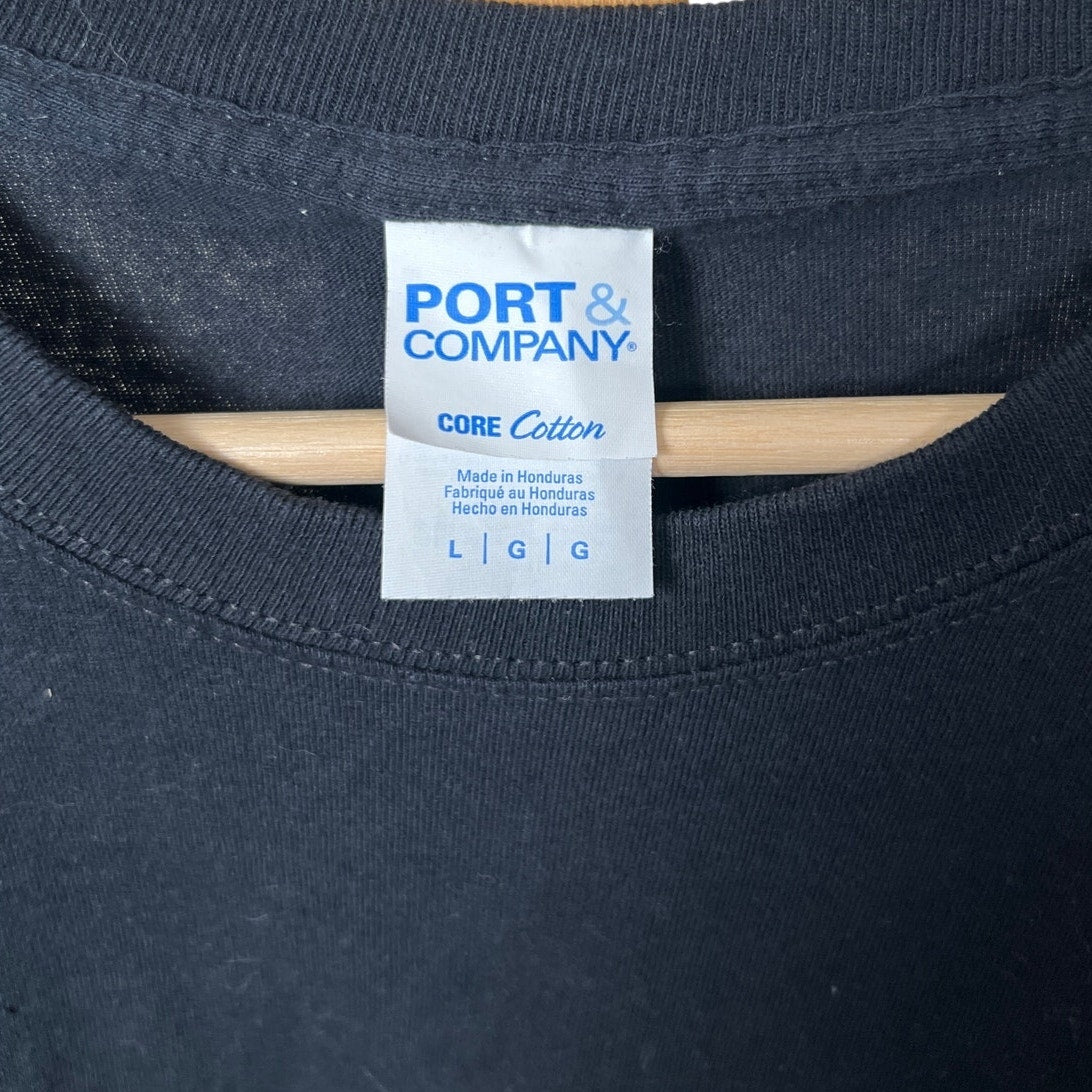 PORT &
COMPANY®
CORE Cotton
Made in Honduras
Fabriqué au Honduras
Hecho en Honduras
L | G | G